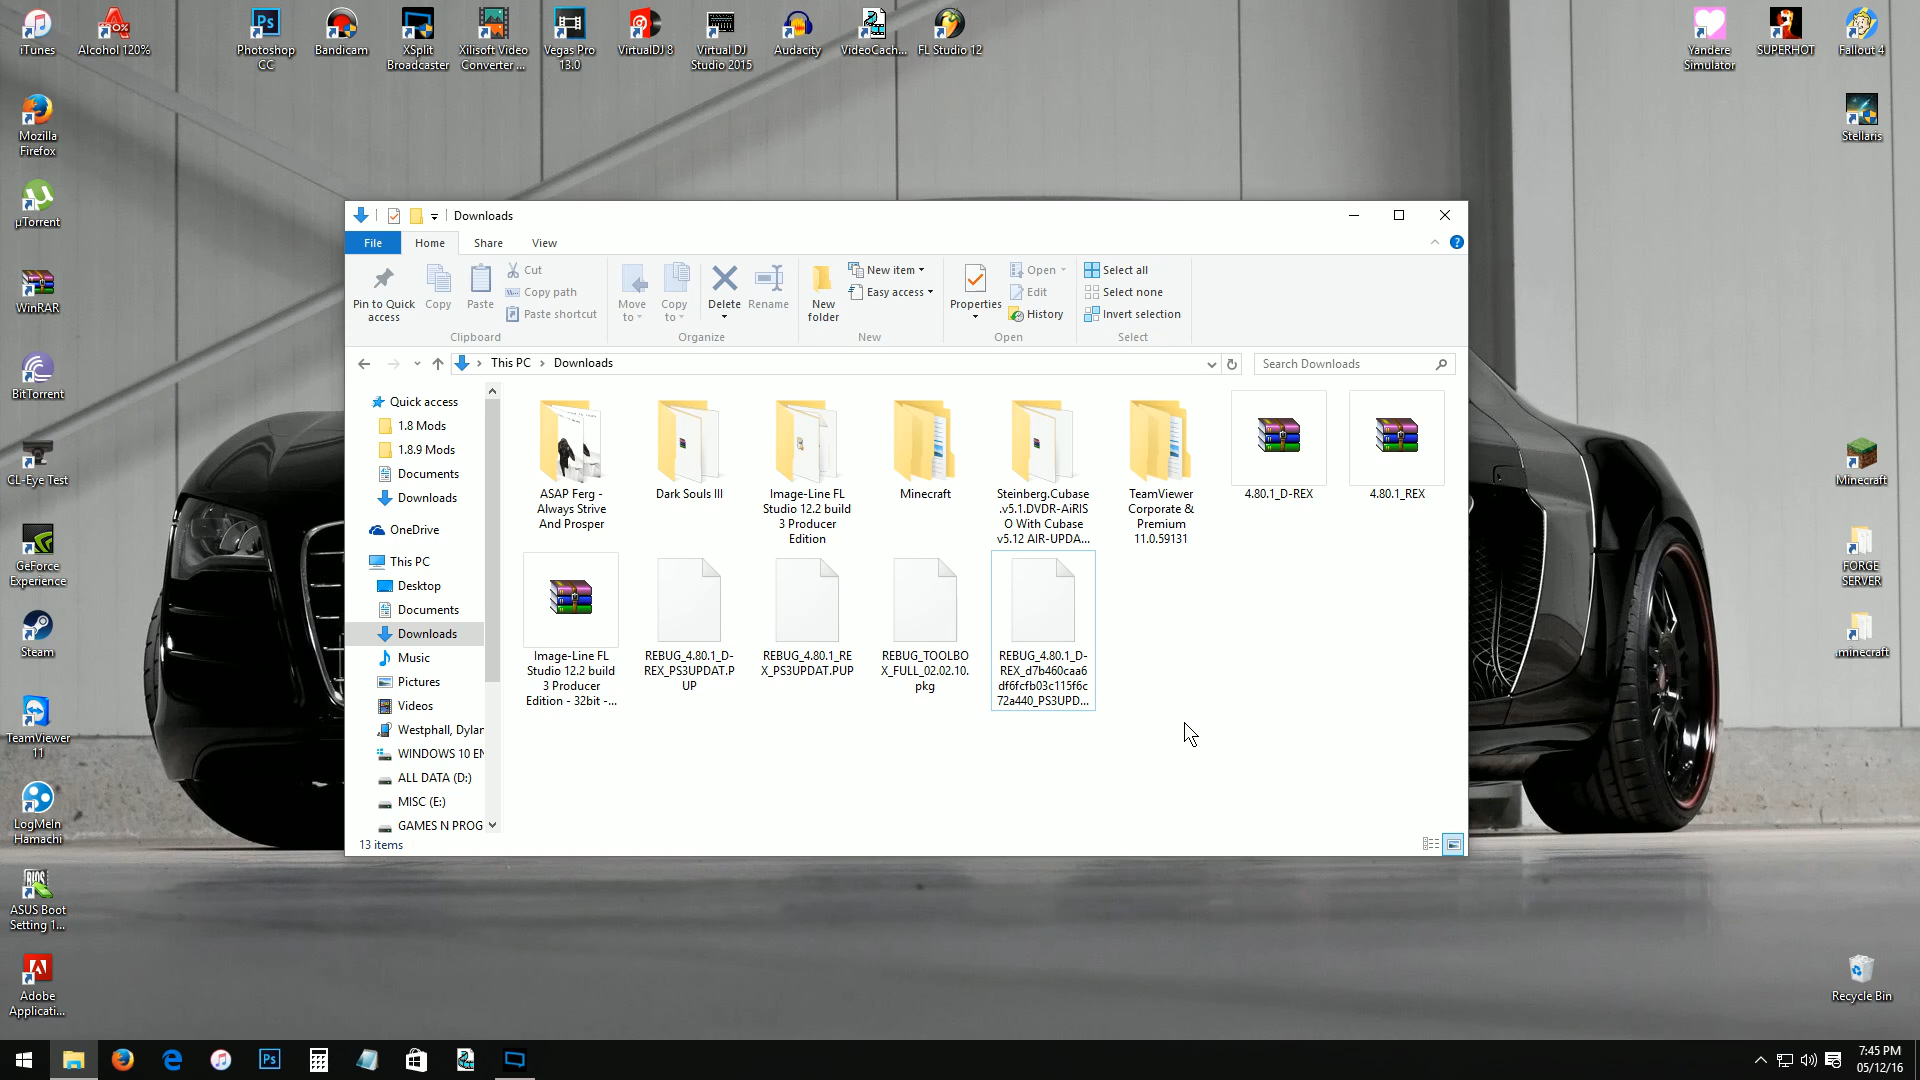 iTunes
Alcohol 120%
Photoshop
CC
Bandicam
XSplit
Broadcaster
Xilisoft Video
Converter ...
Vegas Pro
13.0
VirtualDJ 8
Virtual DJ
Studio 2015
Audacity
VideoCach...
FL Studio 12
Yandere
Simulator
SUPERHOT
Fallout 4
Mozilla
Firefox
µTorrent
WinRAR
BitTorrent
CL-Eye Test
GeForce
Experience
Steam
TeamViewer
11
LogMeIn
Hamachi
ASUS Boot
Setting 1...
Adobe
Applicati...
Stellaris
Minecraft
FORGE
SERVER
.minecraft
Recycle Bin
Downloads
File
Home
Share
View
Pin to Quick
access
Copy
Paste
Cut
Copy path
Paste shortcut
Clipboard
Move
to
Copy
to
Delete
Rename
Organize
New
folder
New item
Easy access
New
Properties
Open
Edit
History
Open
Select all
Select none
Invert selection
Select
This PC
Downloads
Search Downloads
Quick access
1.8 Mods
1.8.9 Mods
Documents
Downloads
OneDrive
This PC
Desktop
Documents
Downloads
Music
Pictures
Videos
Westphall, Dylan
WINDOWS 10 EN
ALL DATA (D:)
MISC (E:)
GAMES N PROG
ASAP Ferg -
Always Strive
And Prosper
Dark Souls III
Image-Line FL
Studio 12.2 build
3 Producer
Edition
Minecraft
Steinberg.Cubase
.v5.1.DVDR-AiRIS
O With Cubase
v5.12 AIR-UPDA...
TeamViewer
Corporate &
Premium
11.0.59131
4.80.1_D-REX
4.80.1_REX
Image-Line FL
Studio 12.2 build
3 Producer
Edition - 32bit -...
REBUG_4.80.1_D-
REX_PS3UPDAT.P
UP
REBUG_4.80.1_RE
X_PS3UPDAT.PUP
REBUG_TOOLBO
X_FULL_02.02.10.
pkg
REBUG_4.80.1_D-
REX_d7b460caa6
df6fcfb03c115f6c
72a440_PS3UPD...
13 items
7:45 PM
05/12/16